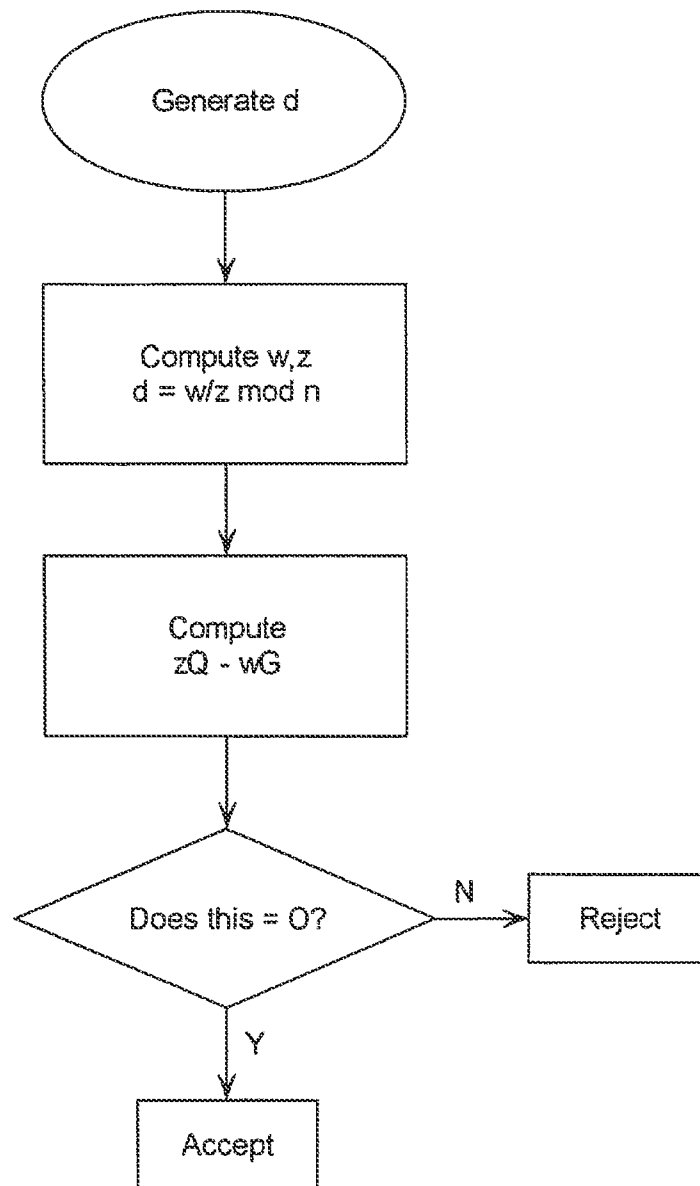 Generate d
Compute w,z
d = w/z mod n
Compute
zQ - wG
Does this = O?
N
Reject
Y
Accept